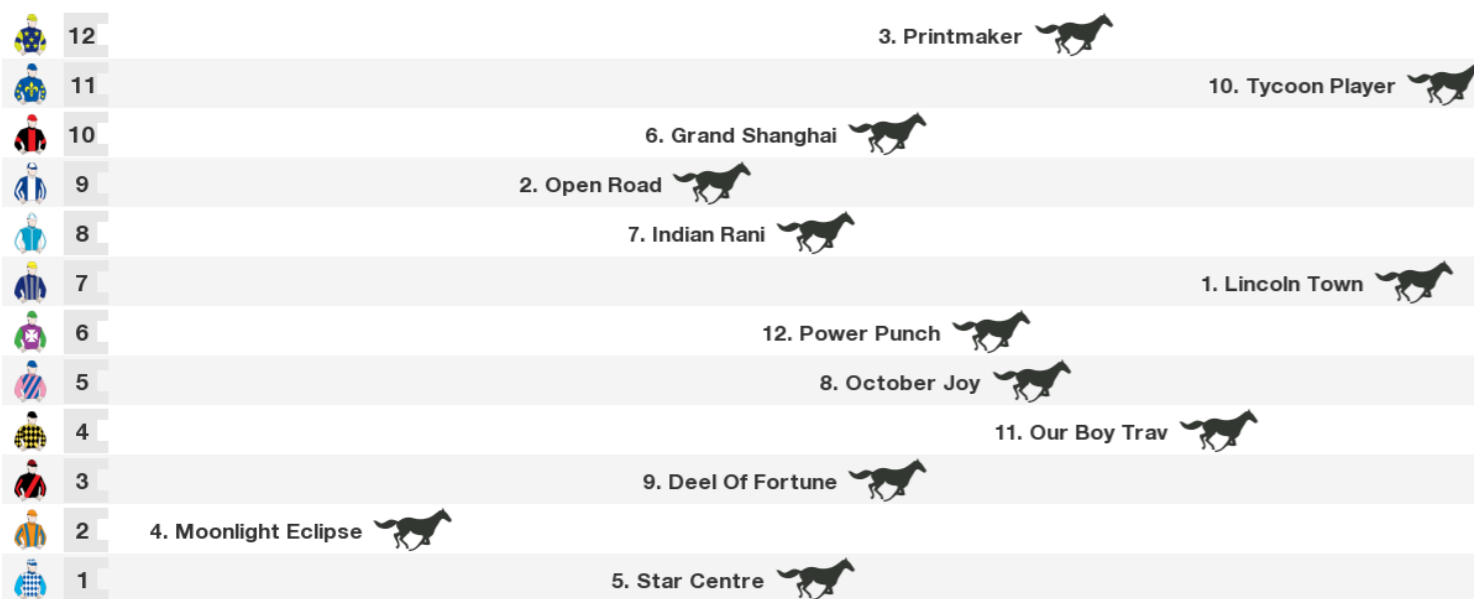 12 3. Printmaker
11 10. Tycoon Player
10 6. Grand Shanghai
9 2. Open Road
8 7. Indian Rani
7 1. Lincoln Town
6 12. Power Punch
5 8. October Joy
4 11. Our Boy Trav
3 9. Deel Of Fortune
2 4. Moonlight Eclipse
1 5. Star Centre